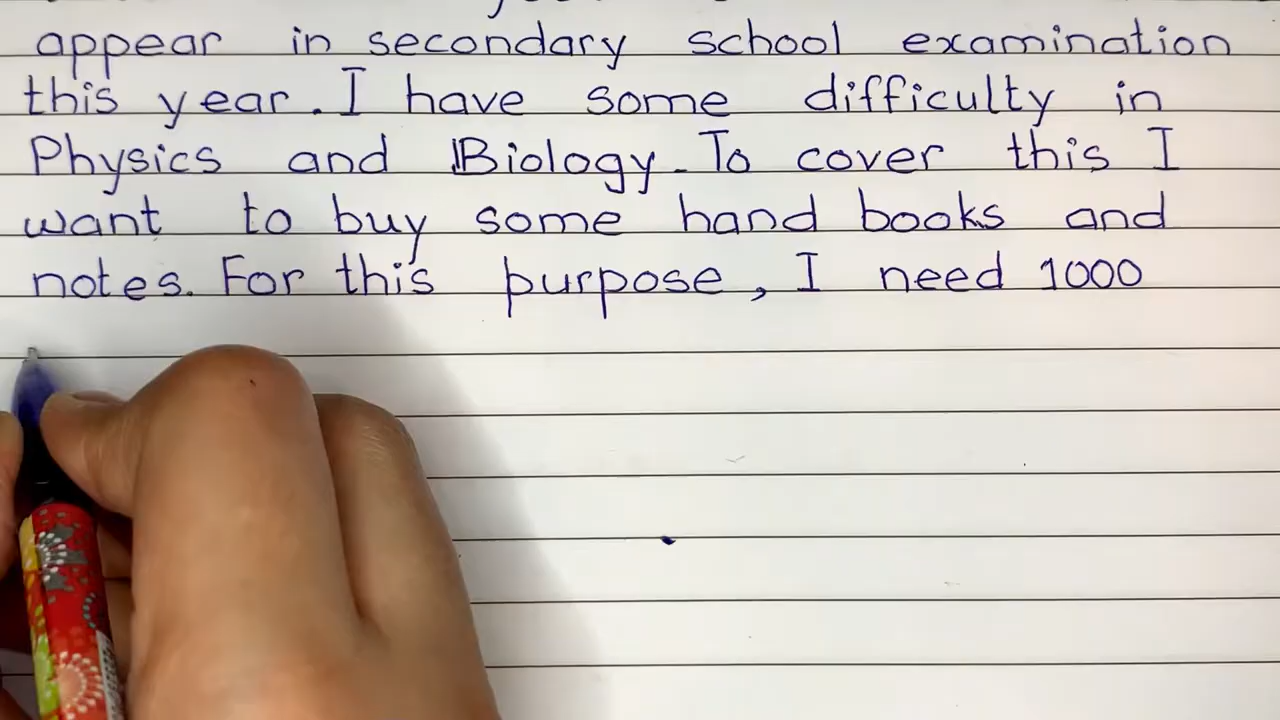 appear in secondary school examination
this year. I have some difficulty in
Physics and Biology. To cover this I
want to buy some hand books and
notes. For this purpose, I need 1000